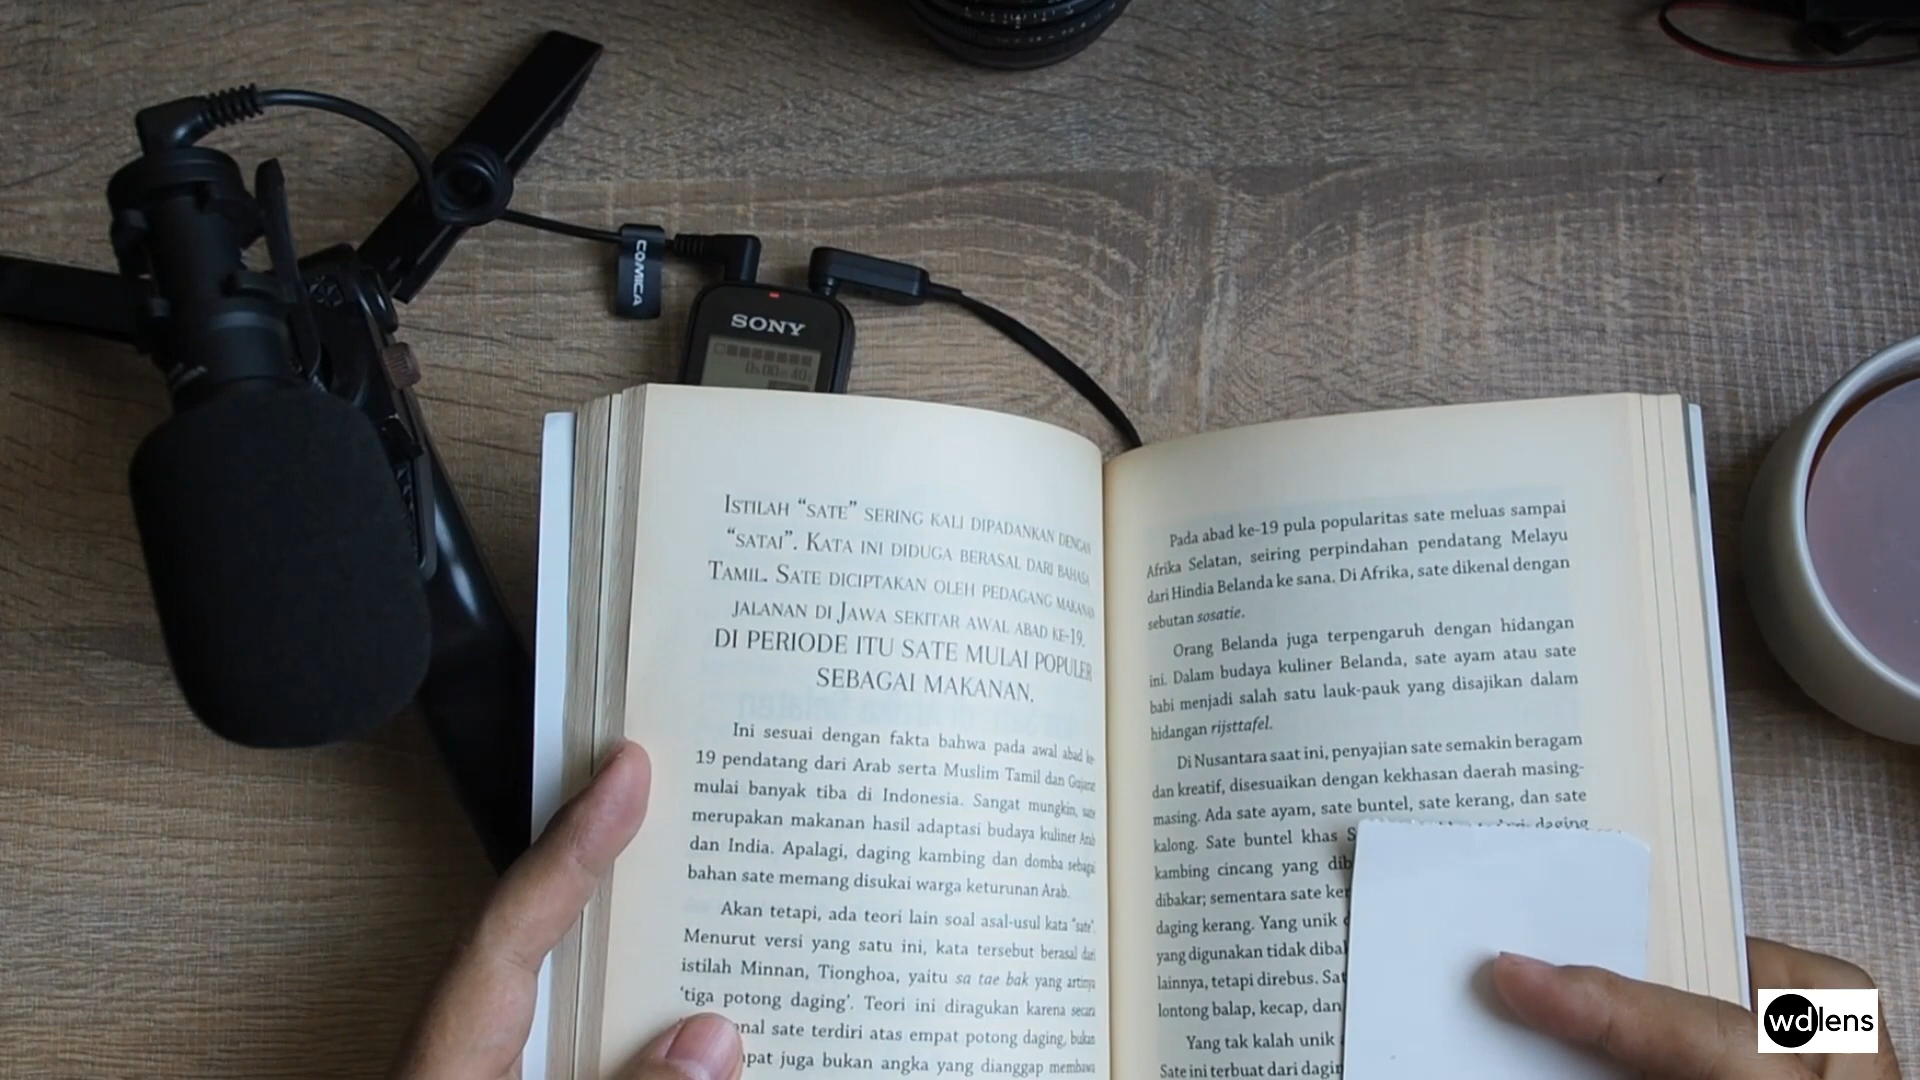 COMICA
SONY
0h00m40s
ISTILAH “SATE” SERING KALI DIPADANKAN DENGAN
“SATAI”. KATA INI DIDUGA BERASAL DARI BAHASA
TAMIL. SATE DICIPTAKAN OLEH PEDAGANG MAKANAN
JALANAN DI JAWA SEKITAR AWAL ABAD KE-19.
DI PERIODE ITU SATE MULAI POPULER
SEBAGAI MAKANAN.
Ini sesuai dengan fakta bahwa pada awal abad ke-
19 pendatang dari Arab serta Muslim Tamil dan Gujarat
mulai banyak tiba di Indonesia. Sangat mungkin, sate
merupakan makanan hasil adaptasi budaya kuliner Arab
dan India. Apalagi, daging kambing dan domba sebagai
bahan sate memang disukai warga keturunan Arab.
Akan tetapi, ada teori lain soal asal-usul kata “sate”.
Menurut versi yang satu ini, kata tersebut berasal dari
istilah Minnan, Tionghoa, yaitu sa tae bak yang artinya
‘tiga potong daging’. Teori ini diragukan karena secara
nal sate terdiri atas empat potong daging, bukan
pat juga bukan angka yang dianggap membawa
Pada abad ke-19 pula popularitas sate meluas sampai
Afrika Selatan, seiring perpindahan pendatang Melayu
dari Hindia Belanda ke sana. Di Afrika, sate dikenal dengan
sebutan sosatie.
Orang Belanda juga terpengaruh dengan hidangan
ini. Dalam budaya kuliner Belanda, sate ayam atau sate
babi menjadi salah satu lauk-pauk yang disajikan dalam
hidangan rijsttafel.
Di Nusantara saat ini, penyajian sate semakin beragam
dan kreatif, disesuaikan dengan kekhasan daerah masing-
masing. Ada sate ayam, sate buntel, sate kerang, dan sate
kalong. Sate buntel khas S daging
kambing cincang yang dib
dibakar; sementara sate ker
daging kerang. Yang unik
yang digunakan tidak dibak
lainnya, tetapi direbus. Sat
lontong balap, kecap, dan
Yang tak kalah unik
Sate ini terbuat dari dagin
wdlens